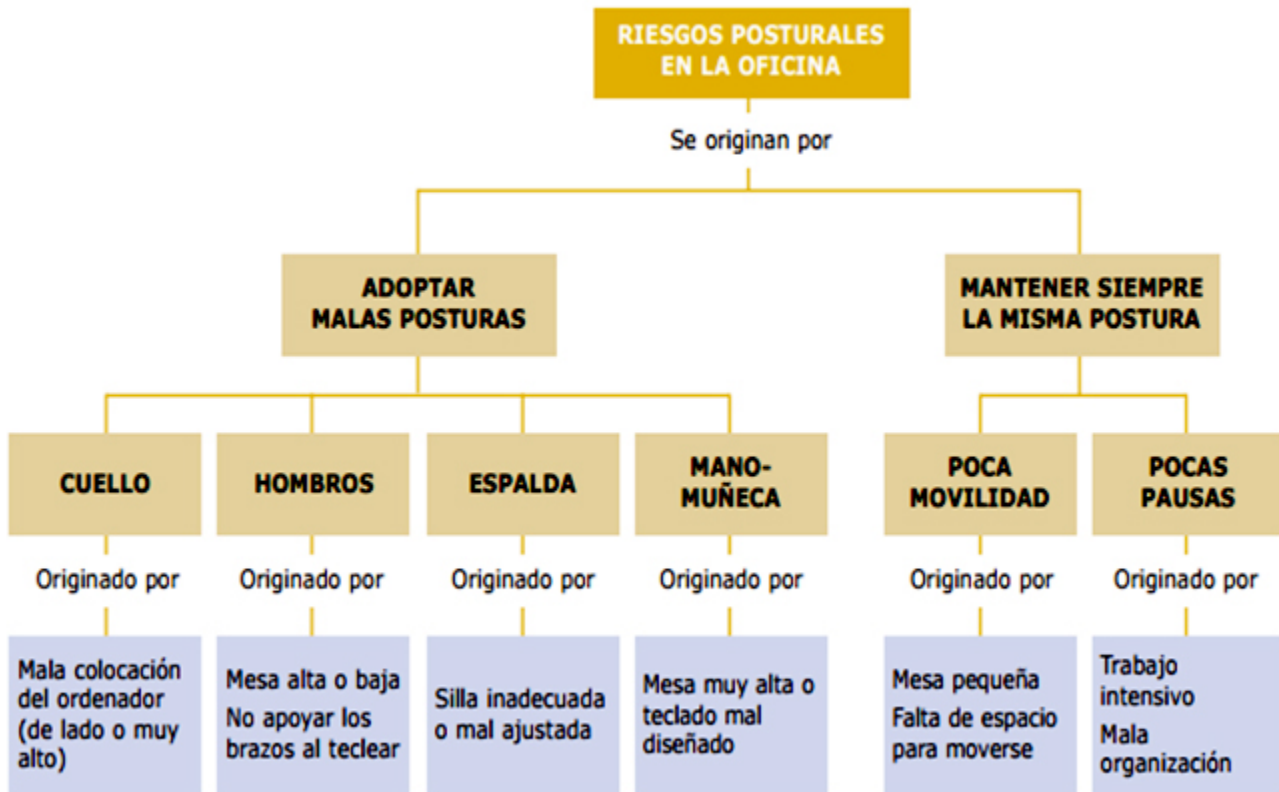 RIESGOS POSTURALES
EN LA OFICINA
Se originan por
ADOPTAR
MALAS POSTURAS
MANTENER SIEMPRE
LA MISMA POSTURA
CUELLO
HOMBROS
ESPALDA
MANO-
MUÑECA
POCA
MOVILIDAD
POCAS
PAUSAS
Originado por
Originado por
Originado por
Originado por
Originado por
Originado por
Mala colocación
del ordenador
(de lado o muy
alto)
Mesa alta o baja
No apoyar los
brazos al teclear
Silla inadecuada
o mal ajustada
Mesa muy alta o
teclado mal
diseñado
Mesa pequeña
Falta de espacio
para moverse
Trabajo
intensivo
Mala
organización